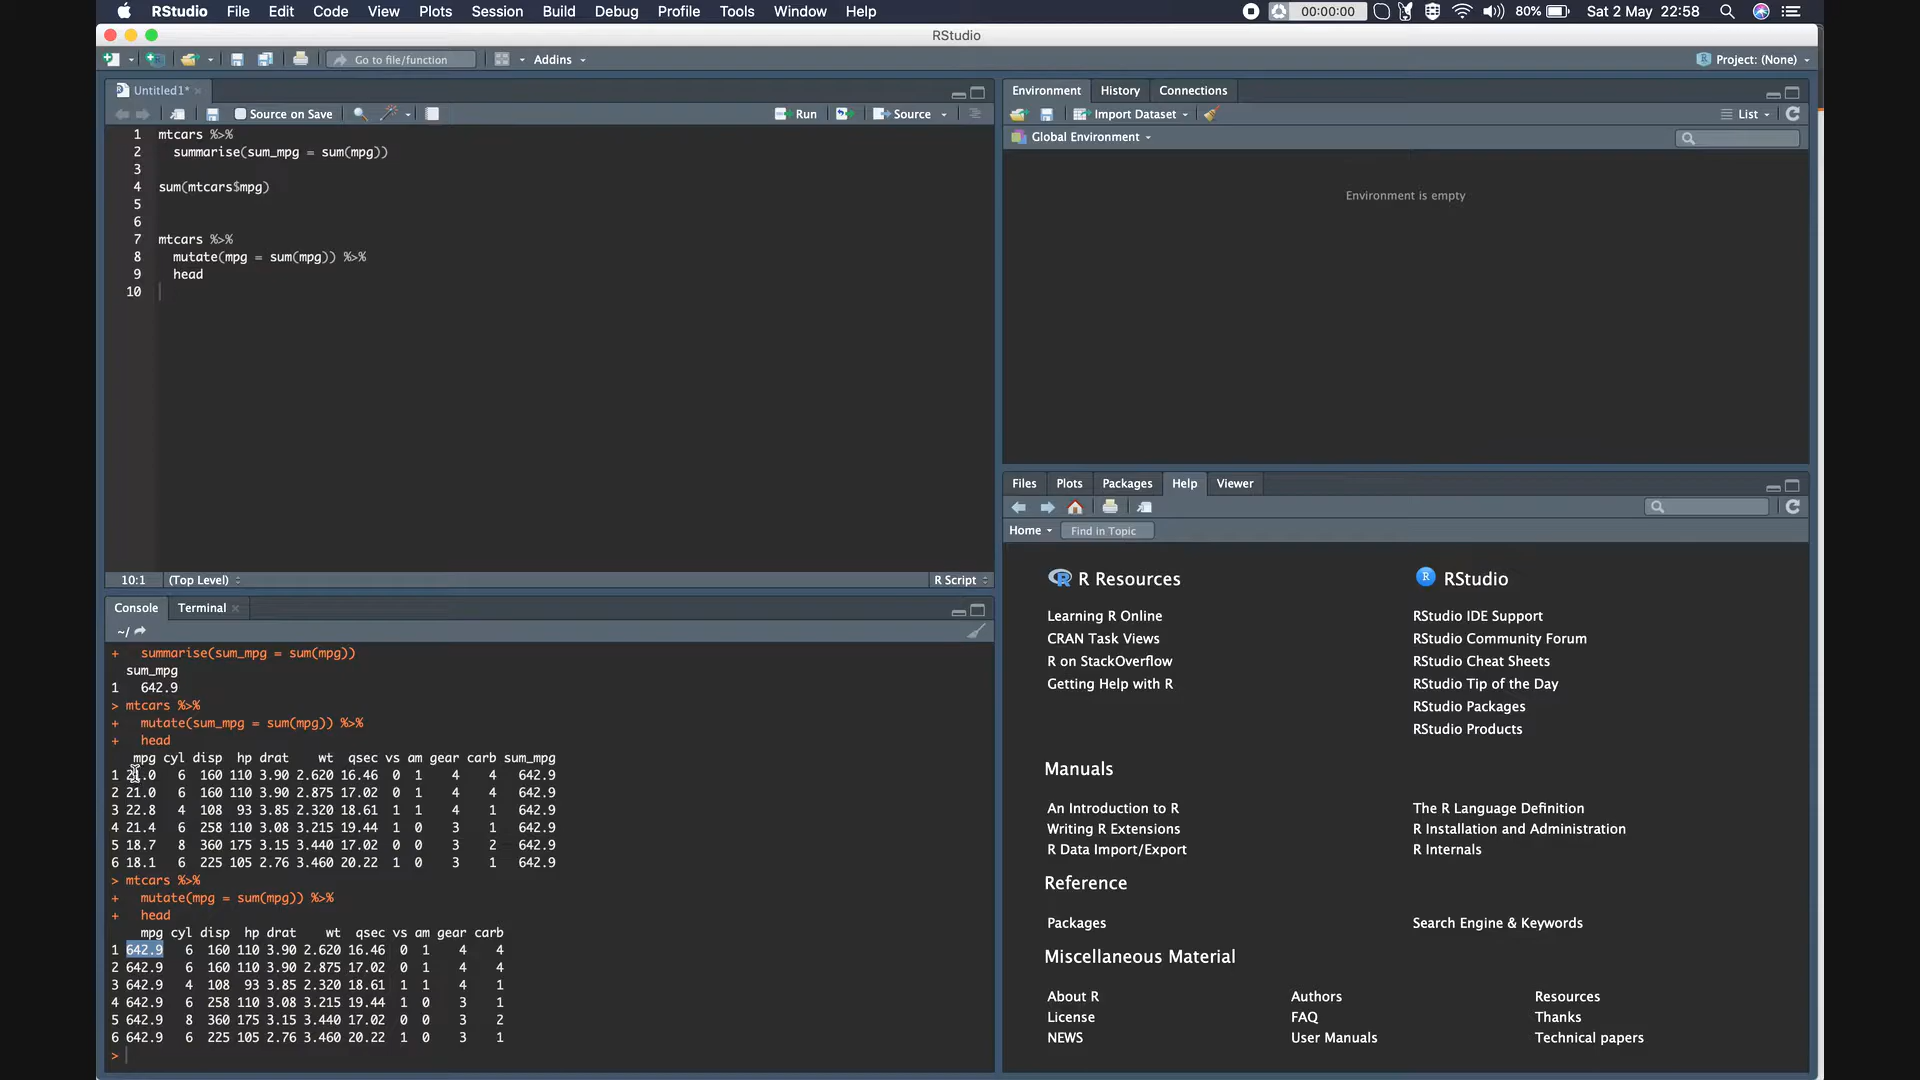 RStudio File Edit Code View Plots Session Build Debug Profile Tools Window Help 00:00:00 80% Sat 2 May 22:58
RStudio
Go to file/function Addins Project: (None)
Untitled1*
Source on Save Run Source
1 mtcars %>%
2   summarise(sum_mpg = sum(mpg))
3
4 sum(mtcars$mpg)
5
6
7 mtcars %>%
8   mutate(mpg = sum(mpg)) %>%
9   head
10
10:1 (Top Level) R Script
Console Terminal
~/
+   summarise(sum_mpg = sum(mpg))
  sum_mpg
1   642.9
> mtcars %>%
+   mutate(sum_mpg = sum(mpg)) %>%
+   head
   mpg cyl disp  hp drat    wt  qsec vs am gear carb sum_mpg
1 21.0   6  160 110 3.90 2.620 16.46  0  1    4    4   642.9
2 21.0   6  160 110 3.90 2.875 17.02  0  1    4    4   642.9
3 22.8   4  108  93 3.85 2.320 18.61  1  1    4    1   642.9
4 21.4   6  258 110 3.08 3.215 19.44  1  0    3    1   642.9
5 18.7   8  360 175 3.15 3.440 17.02  0  0    3    2   642.9
6 18.1   6  225 105 2.76 3.460 20.22  1  0    3    1   642.9
> mtcars %>%
+   mutate(mpg = sum(mpg)) %>%
+   head
    mpg cyl disp  hp drat    wt  qsec vs am gear carb
1 642.9   6  160 110 3.90 2.620 16.46  0  1    4    4
2 642.9   6  160 110 3.90 2.875 17.02  0  1    4    4
3 642.9   4  108  93 3.85 2.320 18.61  1  1    4    1
4 642.9   6  258 110 3.08 3.215 19.44  1  0    3    1
5 642.9   8  360 175 3.15 3.440 17.02  0  0    3    2
6 642.9   6  225 105 2.76 3.460 20.22  1  0    3    1
>
Environment History Connections
Import Dataset List
Global Environment
Environment is empty
Files Plots Packages Help Viewer
Home Find in Topic
R Resources
Learning R Online
CRAN Task Views
R on StackOverflow
Getting Help with R
RStudio
RStudio IDE Support
RStudio Community Forum
RStudio Cheat Sheets
RStudio Tip of the Day
RStudio Packages
RStudio Products
Manuals
An Introduction to R The R Language Definition
Writing R Extensions R Installation and Administration
R Data Import/Export R Internals
Reference
Packages Search Engine & Keywords
Miscellaneous Material
About R Authors Resources
License FAQ Thanks
NEWS User Manuals Technical papers